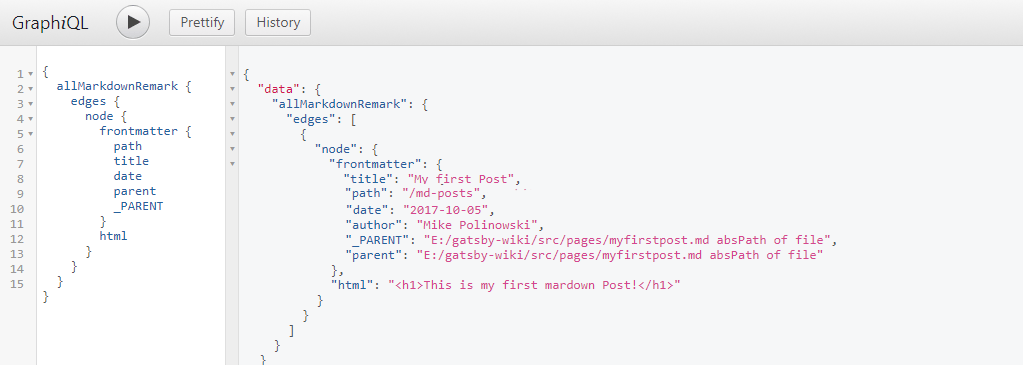 GraphiQL Prettify History
1 {
2 allMarkdownRemark {
3 edges {
4 node {
5 frontmatter {
6 path
7 title
8 date
9 parent
10 _PARENT
11 }
12 html
13 }
14 }
15 }
}
{
"data": {
"allMarkdownRemark": {
"edges": [
{
"node": {
"frontmatter": {
"title": "My first Post",
"path": "/md-posts",
"date": "2017-10-05",
"author": "Mike Polinowski",
"_PARENT": "E:/gatsby-wiki/src/pages/myfirstpost.md absPath of file",
"parent": "E:/gatsby-wiki/src/pages/myfirstpost.md absPath of file"
},
"html": "<h1>This is my first mardown Post!</h1>"
}
}
]
}
}